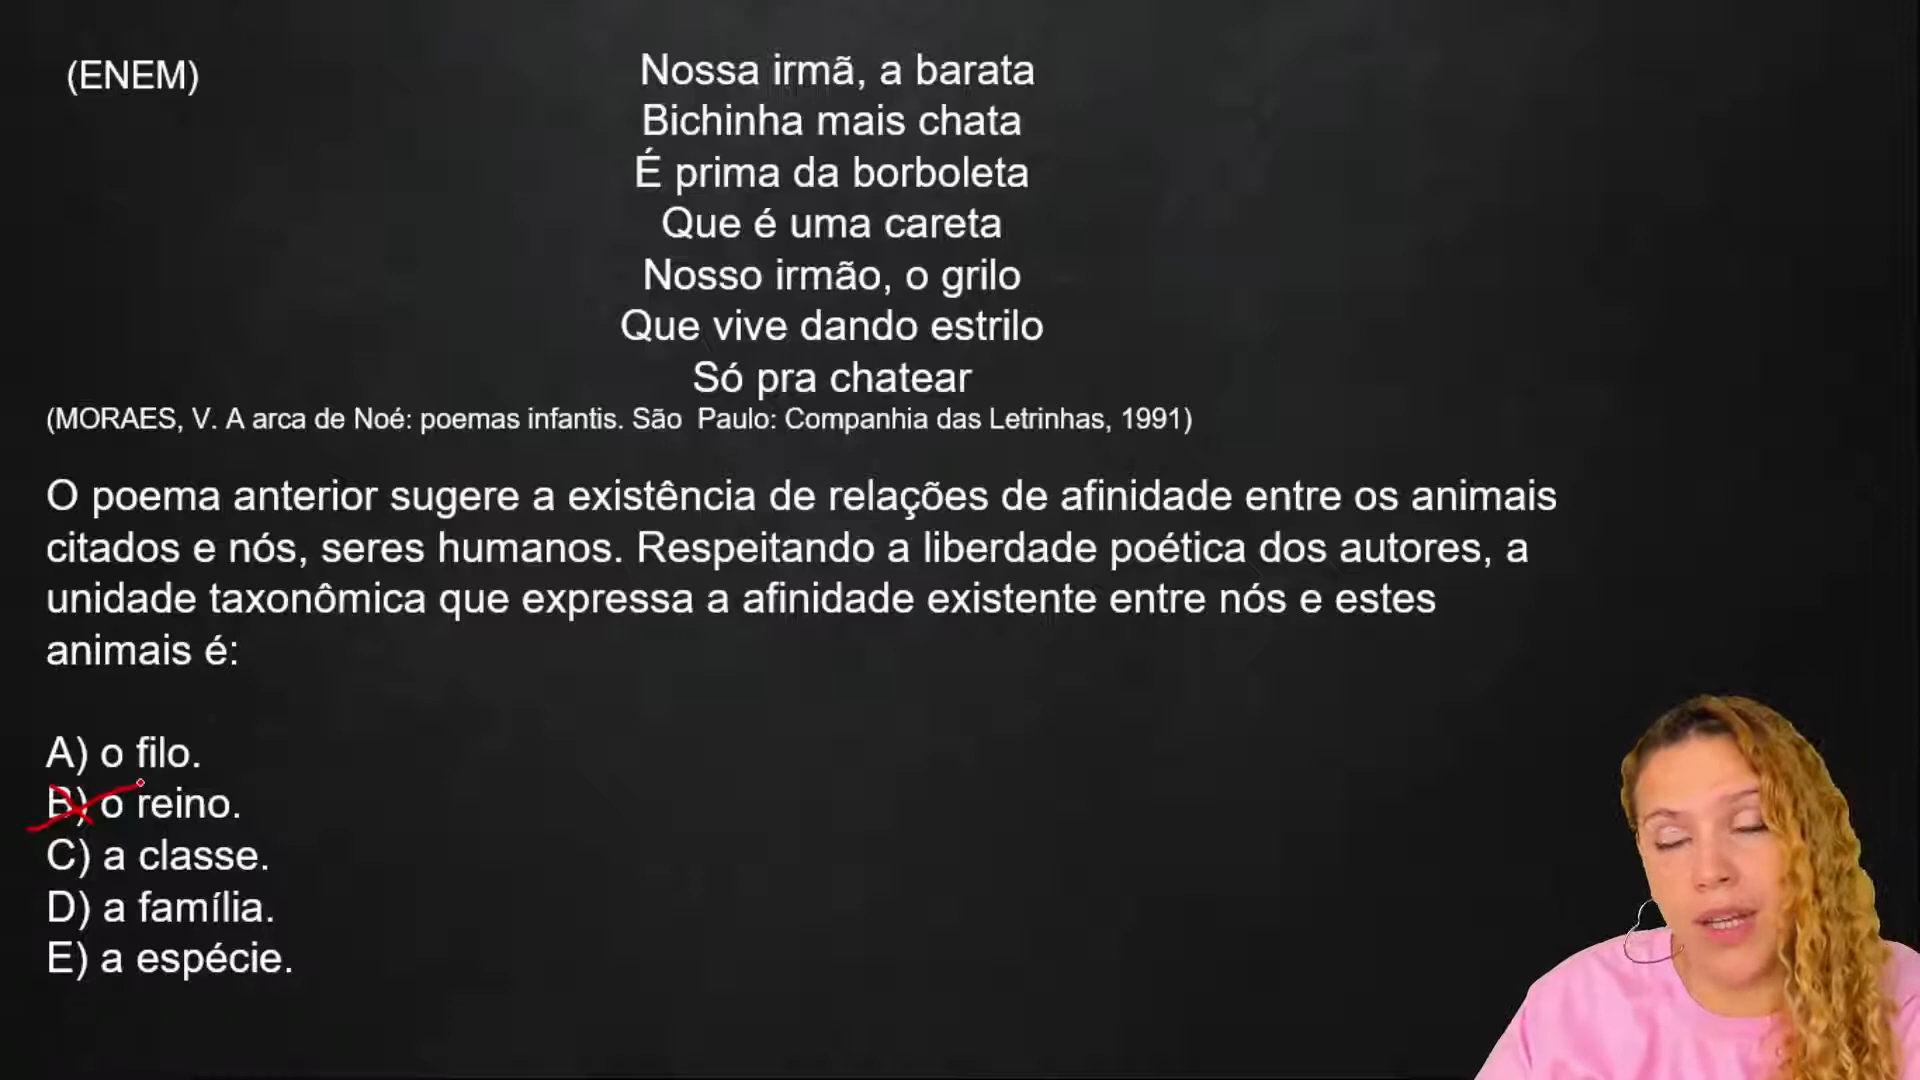 (ENEM)
Nossa irmã, a barata
Bichinha mais chata
É prima da borboleta
Que é uma careta
Nosso irmão, o grilo
Que vive dando estrilo
Só pra chatear
(MORAES, V. A arca de Noé: poemas infantis. São Paulo: Companhia das Letrinhas, 1991)
O poema anterior sugere a existência de relações de afinidade entre os animais
citados e nós, seres humanos. Respeitando a liberdade poética dos autores, a
unidade taxonômica que expressa a afinidade existente entre nós e estes
animais é:
A) o filo.
B) o reino.
C) a classe.
D) a família.
E) a espécie.